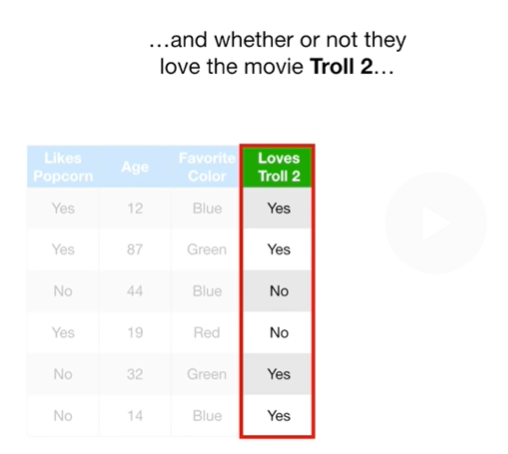 ...and whether or not they
love the movie Troll 2...
Likes Popcorn Age Favorite Color Loves Troll 2
Yes 12 Blue Yes
Yes 87 Green Yes
No 44 Blue No
Yes 19 Red No
No 32 Green Yes
No 14 Blue Yes